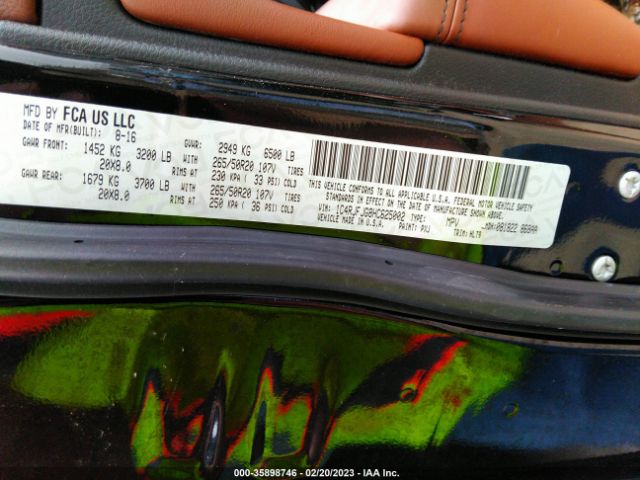 MFD BY FCA US LLC
DATE OF MFR(BUILT): 8-16 GVWR: 2949 KG 6500 LB
GAWR FRONT: 1452 KG 3200 LB WITH 265/50R20 107V TIRES
20X8.0 RIMS AT 230 KPA ( 33 PSI) COLD
GAWR REAR: 1679 KG 3700 LB WITH 265/50R20 107V TIRES
20X8.0 RIMS AT 250 KPA ( 36 PSI) COLD
THIS VEHICLE CONFORMS TO ALL APPLICABLE FEDERAL MOTOR VEHICLE SAFETY
STANDARDS IN EFFECT ON THE DATE OF MANUFACTURE SHOWN ABOVE.
VIN: 1C4RJFJG8HC625002 TYPE: MPV MDH: 081822
VEHICLE MADE IN U.S.A. PAINT: PXJ TRIM: HLT9
000-35898746 - 02/20/2023 - IAA Inc.